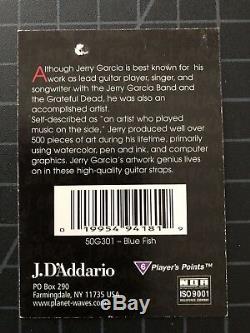 Although Jerry Garcia is best known for his
work as lead guitar player, singer, and
songwriter with the Jerry Garcia Band and
the Grateful Dead, he was also an
accomplished artist.
Self-described as "an artist who played
music on the side", Jerry produced well over
500 pieces of art during his lifetime, primarily
using watercolor, pen and ink, and computer
graphics. Jerry Garcia's artwork genius lives
on in these high-quality guitar straps.
0 19954 94181 9
50G301 – Blue Fish
J.D'Addario
PO Box 290
Farmingdale, NY 11735 USA
www.planet-waves.com
6 Player's Points™
NQA
ISO 9001